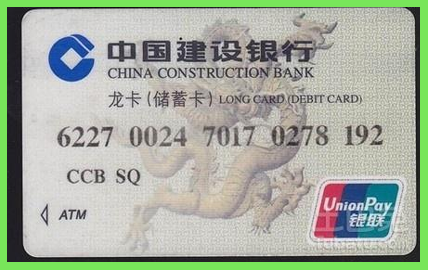 中国建设银行
CHINA CONSTRUCTION BANK
龙卡(储蓄卡) LONG CARD (DEBIT CARD)
6227 0024 7017 0278 192
CCB SQ
ATM
UnionPay
银联